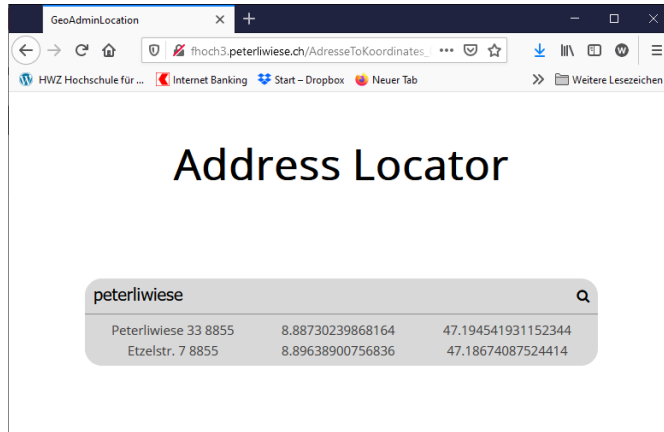 GeoAdminLocation
fhoch3.peterliwiese.ch/AdresseToKoordinates_
HWZ Hochschule für ... Internet Banking Start – Dropbox Neuer Tab Weitere Lesezeichen
Address Locator
peterliwiese
Peterliwiese 33 8855 8.88730239868164 47.194541931152344
Etzelstr. 7 8855 8.89638900756836 47.18674087524414